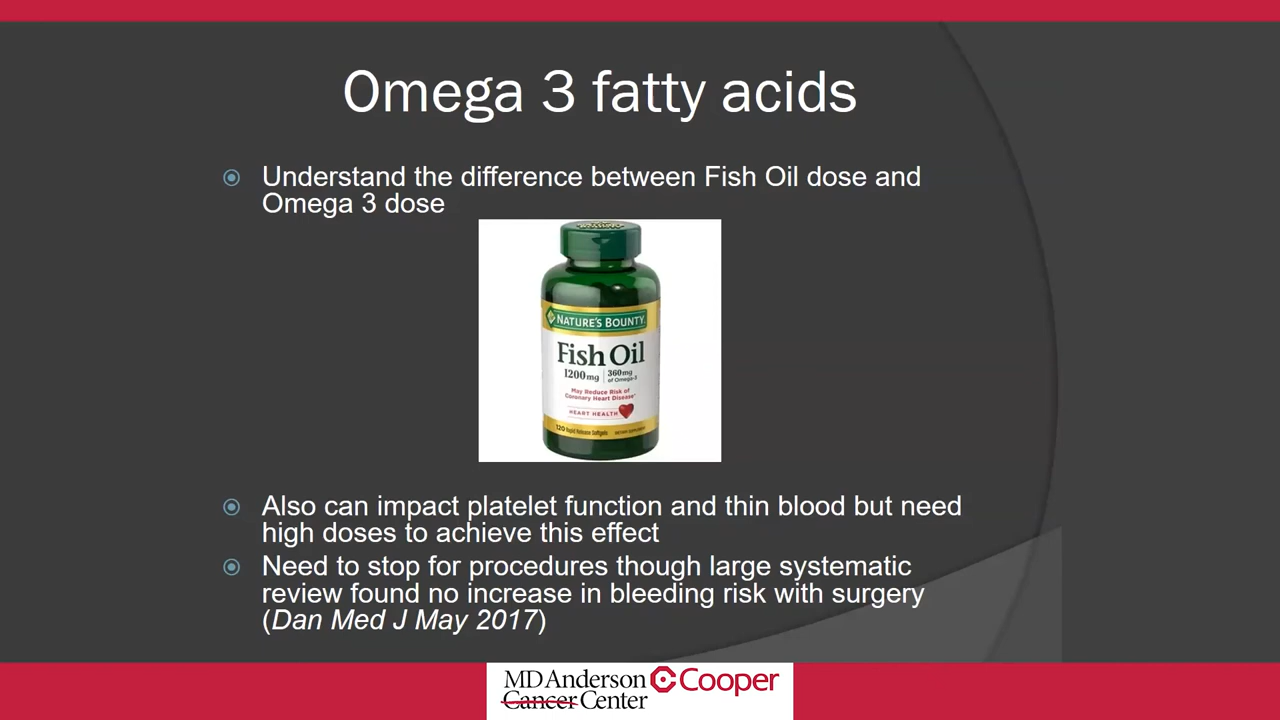 Omega 3 fatty acids
Understand the difference between Fish Oil dose and
Omega 3 dose
NATURE'S BOUNTY
Fish Oil
1200mg | 360mg
of Omega-3
May Reduce Risk of
Coronary Heart Disease*
HEART HEALTH
120 Rapid Release Softgels DIETARY SUPPLEMENT
Also can impact platelet function and thin blood but need
high doses to achieve this effect
Need to stop for procedures though large systematic
review found no increase in bleeding risk with surgery
(Dan Med J May 2017)
MD Anderson Cooper
Cancer Center